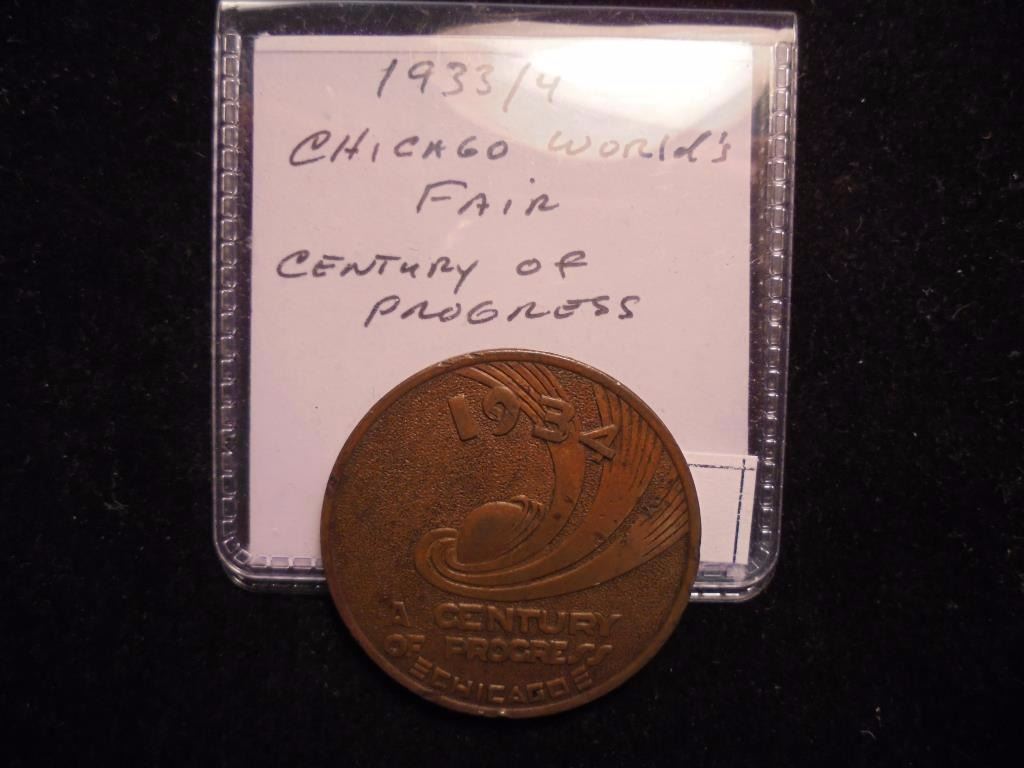 1933/4
CHICAGO WORLd's
FAIR
CENTURY OF
PROGRESS
1934
A CENTURY
OF PROGRESS
CHICAGO